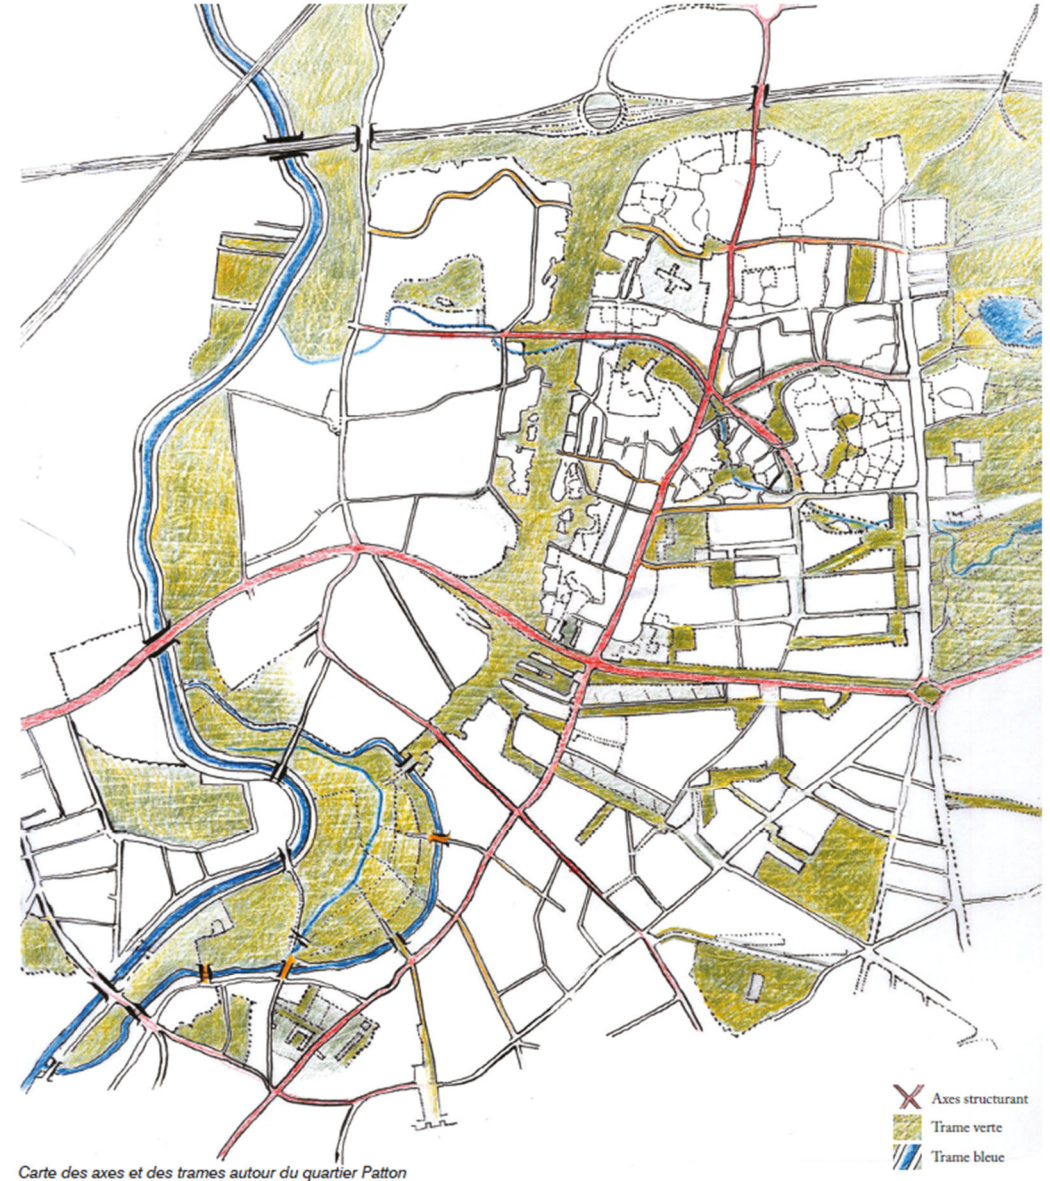 Axes structurant
Trame verte
Trame bleue
Carte des axes et des trames autour du quartier Patton